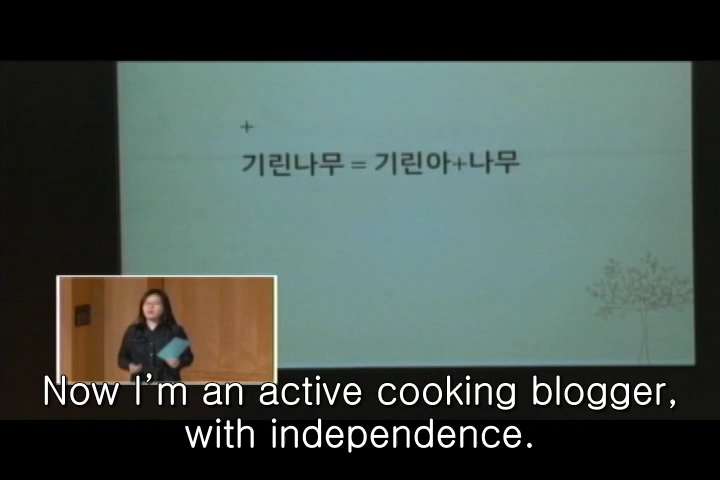 +
기린나무 = 기린아+나무
Now I'm an active cooking blogger,
with independence.